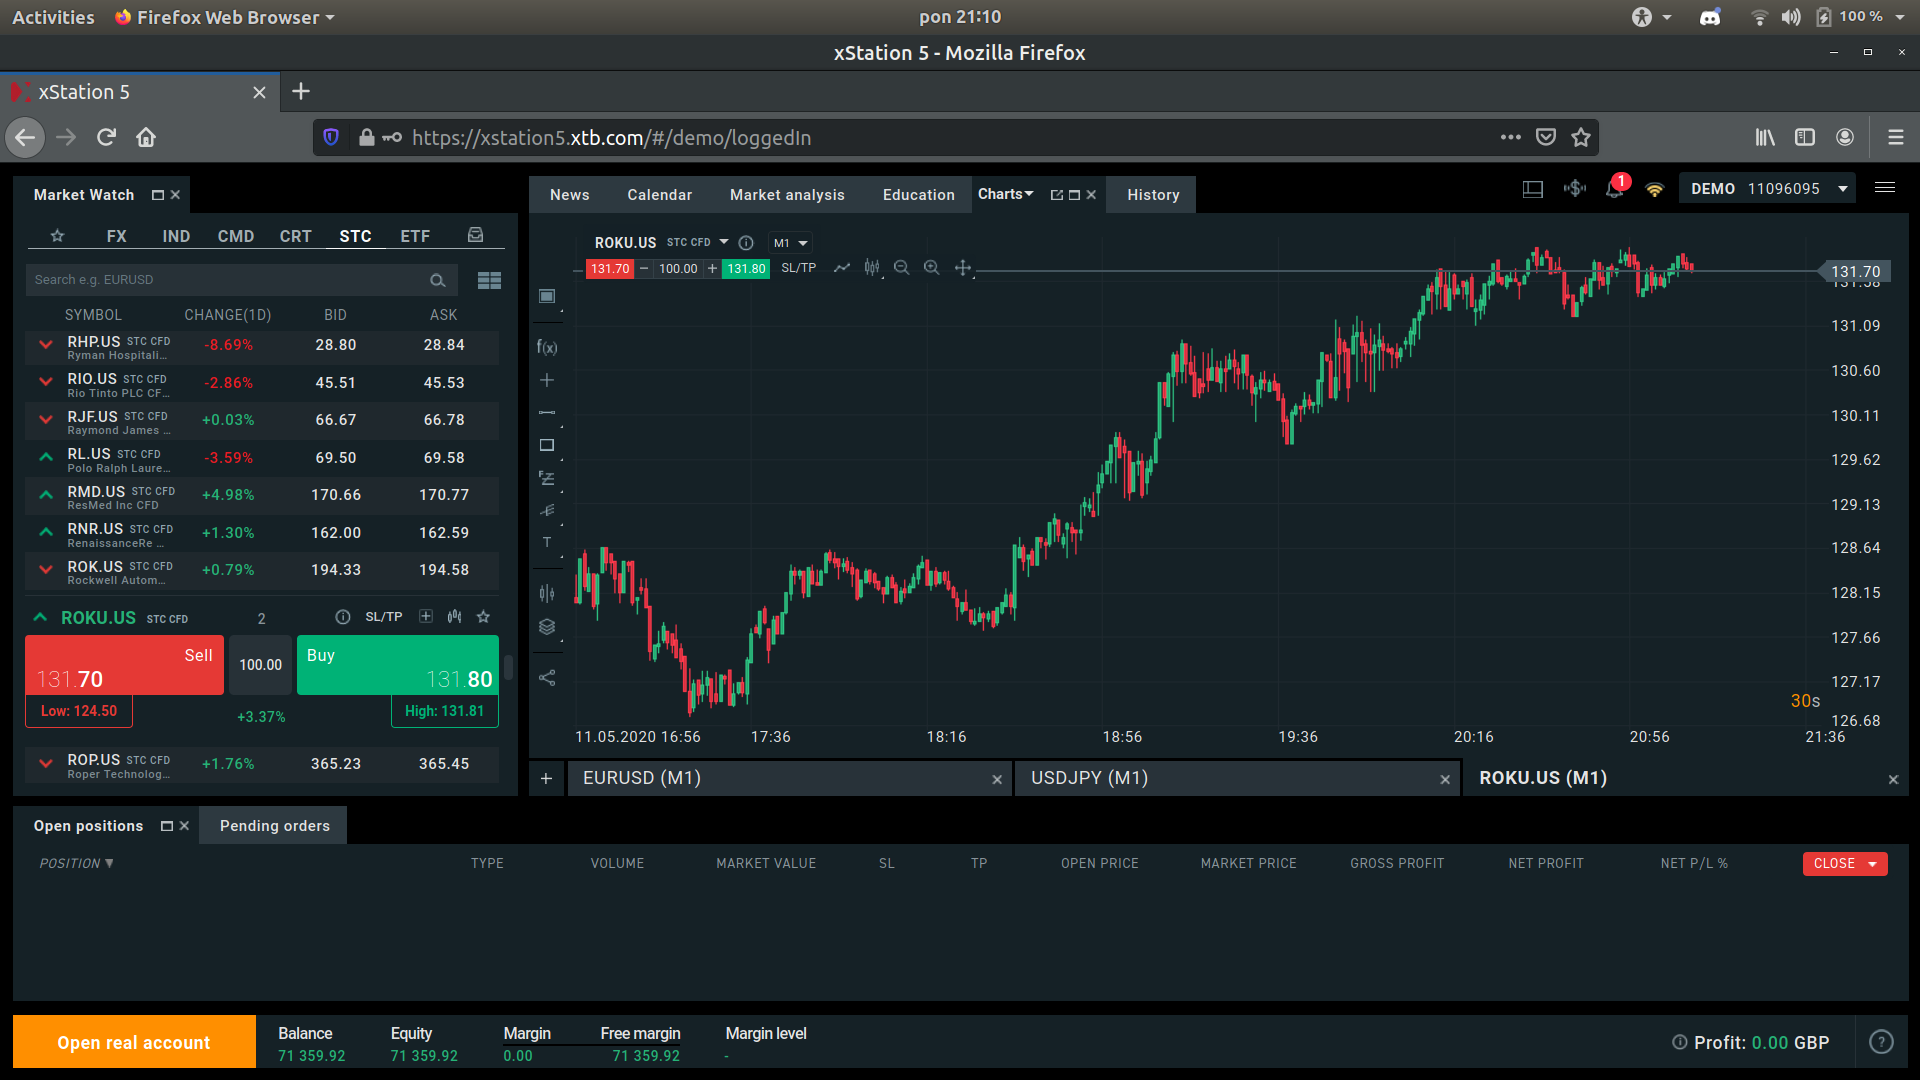 Activities Firefox Web Browser pon 21:10 100 %
xStation 5 - Mozilla Firefox
xStation 5
https://xstation5.xtb.com/#/demo/loggedIn
Market Watch
FX IND CMD CRT STC ETF
Search e.g. EURUSD
SYMBOL CHANGE(1D) BID ASK
RHP.US STC CFD -8.69% 28.80 28.84
Ryman Hospitali...
RIO.US STC CFD -2.86% 45.51 45.53
Rio Tinto PLC CF...
RJF.US STC CFD +0.03% 66.67 66.78
Raymond James ...
RL.US STC CFD -3.59% 69.50 69.58
Polo Ralph Laure...
RMD.US STC CFD +4.98% 170.66 170.77
ResMed Inc CFD
RNR.US STC CFD +1.30% 162.00 162.59
RenaissanceRe ...
ROK.US STC CFD +0.79% 194.33 194.58
Rockwell Autom...
ROKU.US STC CFD 2 SL/TP
Sell 100.00 Buy
131.70 131.80
Low: 124.50 +3.37% High: 131.81
ROP.US STC CFD +1.76% 365.23 365.45
Roper Technolog...
News Calendar Market analysis Education Charts History
1 DEMO 11096095
ROKU.US STC CFD M1
131.70 − 100.00 + 131.80 SL/TP
f(x)
T
131.70
131.58
131.09
130.60
130.11
129.62
129.13
128.64
128.15
127.66
127.17
126.68
30s
11.05.2020 16:56 17:36 18:16 18:56 19:36 20:16 20:56 21:36
+ EURUSD (M1) USDJPY (M1) ROKU.US (M1)
Open positions Pending orders
POSITION TYPE VOLUME MARKET VALUE SL TP OPEN PRICE MARKET PRICE GROSS PROFIT NET PROFIT NET P/L % CLOSE
Open real account
Balance Equity Margin Free margin Margin level
71 359.92 71 359.92 0.00 71 359.92 -
Profit: 0.00 GBP ?